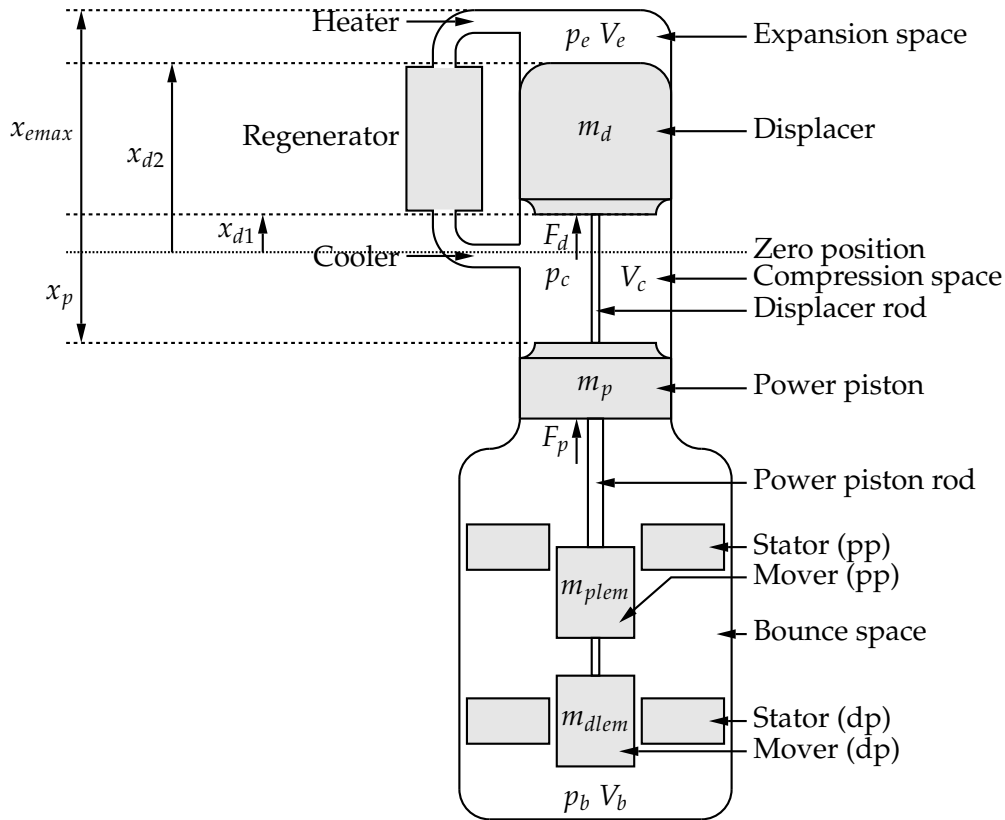 Heater
p_e V_e
Expansion space
x_emax
x_d2
Regenerator
m_d
Displacer
x_d1
F_d
Zero position
Cooler
p_c
V_c
Compression space
x_p
Displacer rod
m_p
Power piston
F_p
Power piston rod
Stator (pp)
m_plem
Mover (pp)
Bounce space
m_dlem
Stator (dp)
Mover (dp)
p_b V_b